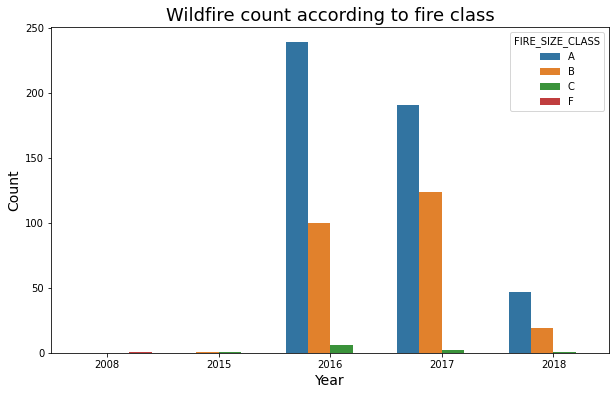 Wildfire count according to fire class
FIRE_SIZE_CLASS
A
B
C
F
250
200
150
100
50
0
Count
2008
2015
2016
2017
2018
Year